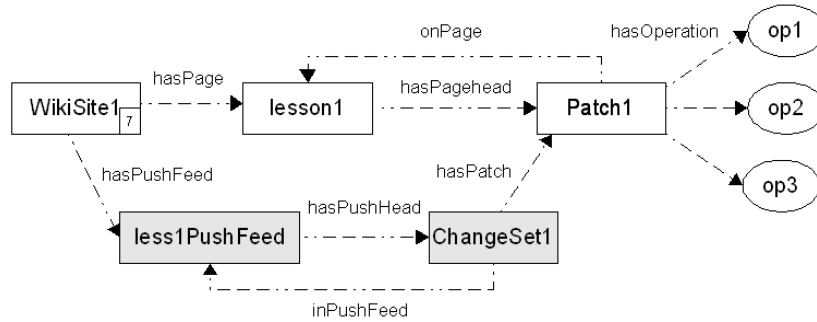 onPage
hasOperation
op1
hasPage
hasPagehead
WikiSite1
7
lesson1
Patch1
op2
hasPushFeed
hasPatch
op3
hasPushHead
less1PushFeed
ChangeSet1
inPushFeed